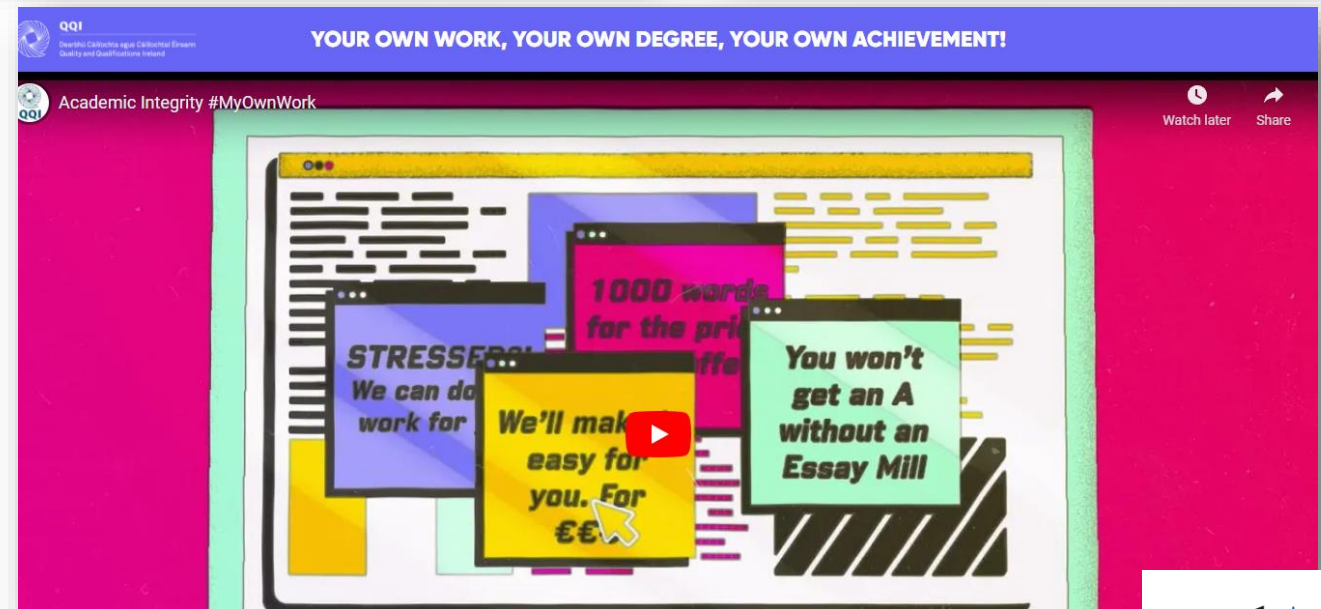 QQI
Dearbhú Cáilíochta agus Cáilíochtaí Éireann
Quality and Qualifications Ireland
YOUR OWN WORK, YOUR OWN DEGREE, YOUR OWN ACHIEVEMENT!
QQI
Academic Integrity #MyOwnWork
Watch later
Share
1000 words
for the
STRESSED?
We can do
work for
We'll
easy for
you. For
€€€
You won't
get an A
without an
Essay Mill